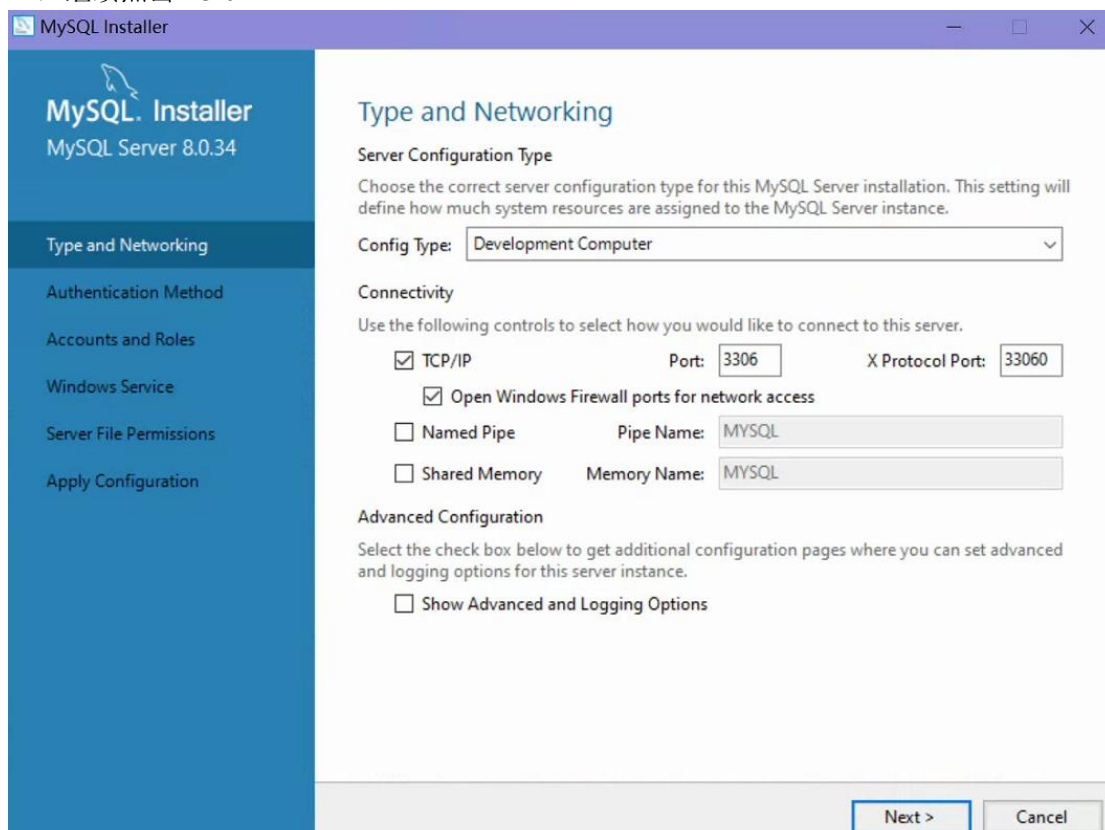 MySQL Installer
MySQL. Installer
MySQL Server 8.0.34
Type and Networking
Authentication Method
Accounts and Roles
Windows Service
Server File Permissions
Apply Configuration
Type and Networking
Server Configuration Type
Choose the correct server configuration type for this MySQL Server installation. This setting will
define how much system resources are assigned to the MySQL Server instance.
Config Type: Development Computer
Connectivity
Use the following controls to select how you would like to connect to this server.
TCP/IP Port: 3306 X Protocol Port: 33060
Open Windows Firewall ports for network access
Named Pipe Pipe Name: MYSQL
Shared Memory Memory Name: MYSQL
Advanced Configuration
Select the check box below to get additional configuration pages where you can set advanced
and logging options for this server instance.
Show Advanced and Logging Options
Next > Cancel